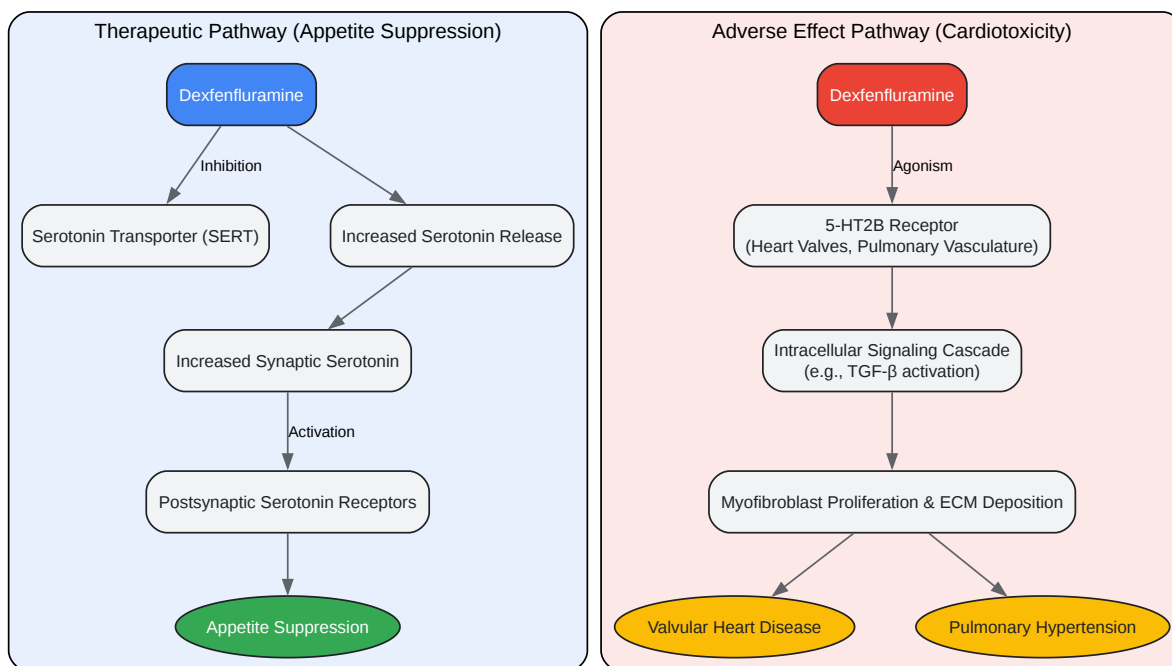 Therapeutic Pathway (Appetite Suppression)
Dexfenfluramine
Inhibition
Serotonin Transporter (SERT)
Increased Serotonin Release
Increased Synaptic Serotonin
Activation
Postsynaptic Serotonin Receptors
Appetite Suppression
Adverse Effect Pathway (Cardiotoxicity)
Dexfenfluramine
Agonism
5-HT2B Receptor
(Heart Valves, Pulmonary Vasculature)
Intracellular Signaling Cascade
(e.g., TGF-β activation)
Myofibroblast Proliferation & ECM Deposition
Valvular Heart Disease
Pulmonary Hypertension